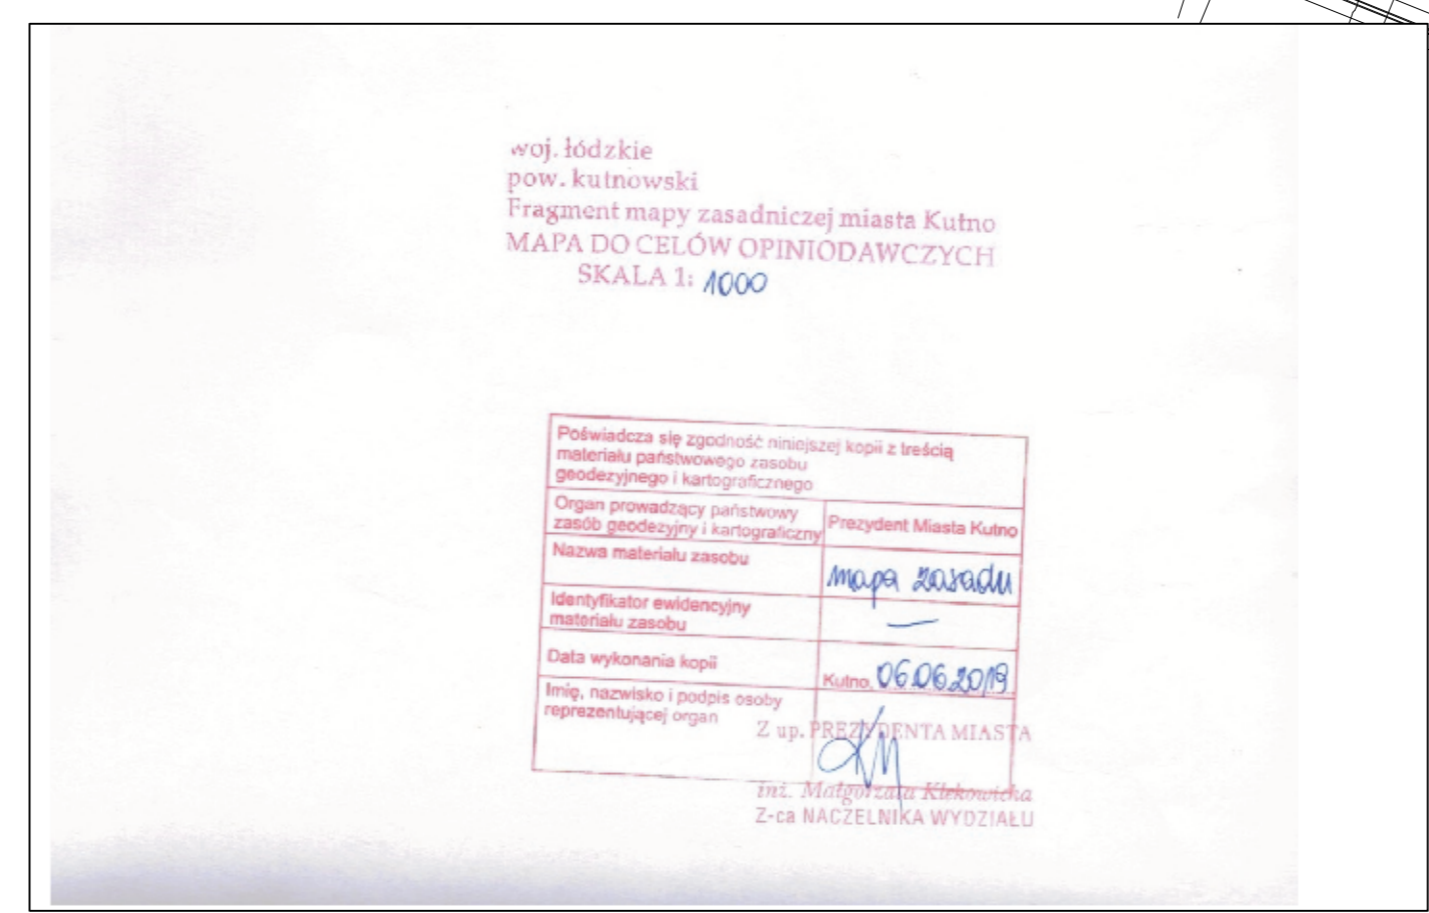 woj. łódzkie
pow. kutnowski
Fragment mapy zasadniczej miasta Kutno
MAPA DO CELÓW OPINIODAWCZYCH
SKALA 1: 1000
Poświadcza się zgodność niniejszej kopii z treścią
materiału państwowego zasobu
geodezyjnego i kartograficznego
Organ prowadzący państwowy
zasób geodezyjny i kartograficzny
Prezydent Miasta Kutno
Nazwa materiału zasobu
mapa zasadn
Identyfikator ewidencyjny
materiału zasobu
—
Data wykonania kopii
Kutno, 06.06.2019
Imię, nazwisko i podpis osoby
reprezentującej organ
Z up. PREZYDENTA MIASTA
inż. Małgorzata Klekowicka
Z-ca NACZELNIKA WYDZIAŁU